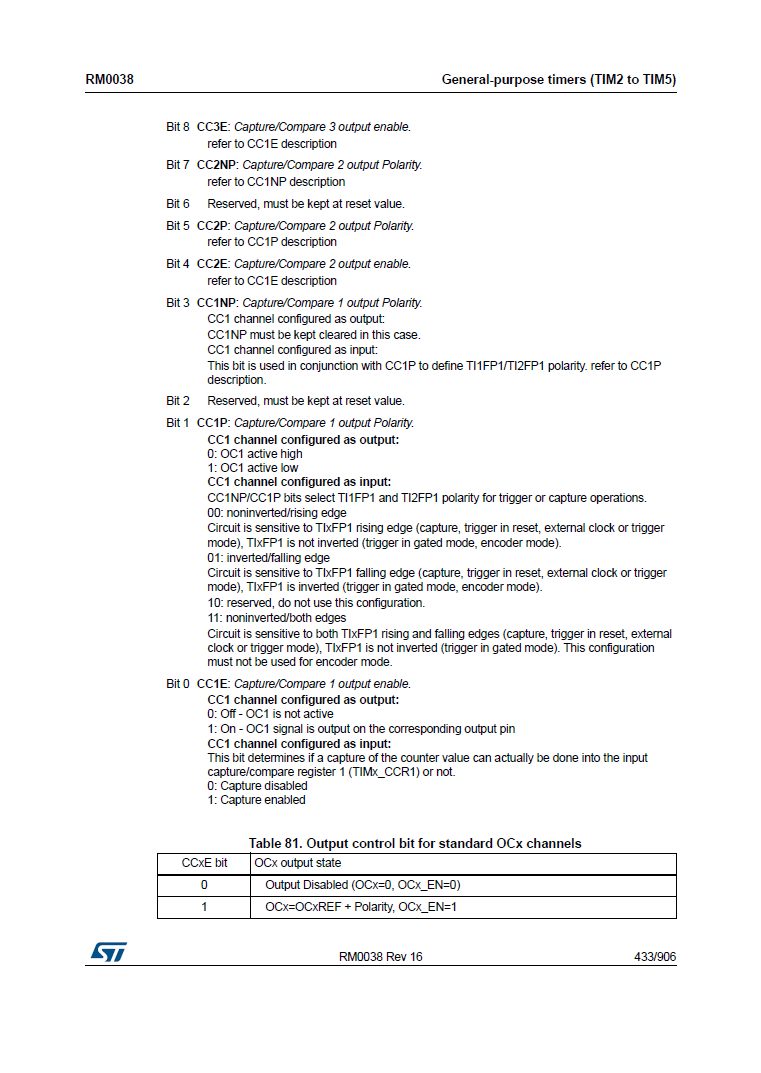 RM0038 General-purpose timers (TIM2 to TIM5)
Bit 8 CC3E: Capture/Compare 3 output enable.
refer to CC1E description
Bit 7 CC2NP: Capture/Compare 2 output Polarity.
refer to CC1NP description
Bit 6 Reserved, must be kept at reset value.
Bit 5 CC2P: Capture/Compare 2 output Polarity.
refer to CC1P description
Bit 4 CC2E: Capture/Compare 2 output enable.
refer to CC1E description
Bit 3 CC1NP: Capture/Compare 1 output Polarity.
CC1 channel configured as output:
CC1NP must be kept cleared in this case.
CC1 channel configured as input:
This bit is used in conjunction with CC1P to define TI1FP1/TI2FP1 polarity. refer to CC1P
description.
Bit 2 Reserved, must be kept at reset value.
Bit 1 CC1P: Capture/Compare 1 output Polarity.
CC1 channel configured as output:
0: OC1 active high
1: OC1 active low
CC1 channel configured as input:
CC1NP/CC1P bits select TI1FP1 and TI2FP1 polarity for trigger or capture operations.
00: noninverted/rising edge
Circuit is sensitive to TIxFP1 rising edge (capture, trigger in reset, external clock or trigger
mode), TIxFP1 is not inverted (trigger in gated mode, encoder mode).
01: inverted/falling edge
Circuit is sensitive to TIxFP1 falling edge (capture, trigger in reset, external clock or trigger
mode), TIxFP1 is inverted (trigger in gated mode, encoder mode).
10: reserved, do not use this configuration.
11: noninverted/both edges
Circuit is sensitive to both TIxFP1 rising and falling edges (capture, trigger in reset, external
clock or trigger mode), TIxFP1 is not inverted (trigger in gated mode). This configuration
must not be used for encoder mode.
Bit 0 CC1E: Capture/Compare 1 output enable.
CC1 channel configured as output:
0: Off - OC1 is not active
1: On - OC1 signal is output on the corresponding output pin
CC1 channel configured as input:
This bit determines if a capture of the counter value can actually be done into the input
capture/compare register 1 (TIMx_CCR1) or not.
0: Capture disabled
1: Capture enabled
Table 81. Output control bit for standard OCx channels
CCxE bit OCx output state
0 Output Disabled (OCx=0, OCx_EN=0)
1 OCx=OCxREF + Polarity, OCx_EN=1
ST RM0038 Rev 16 433/906